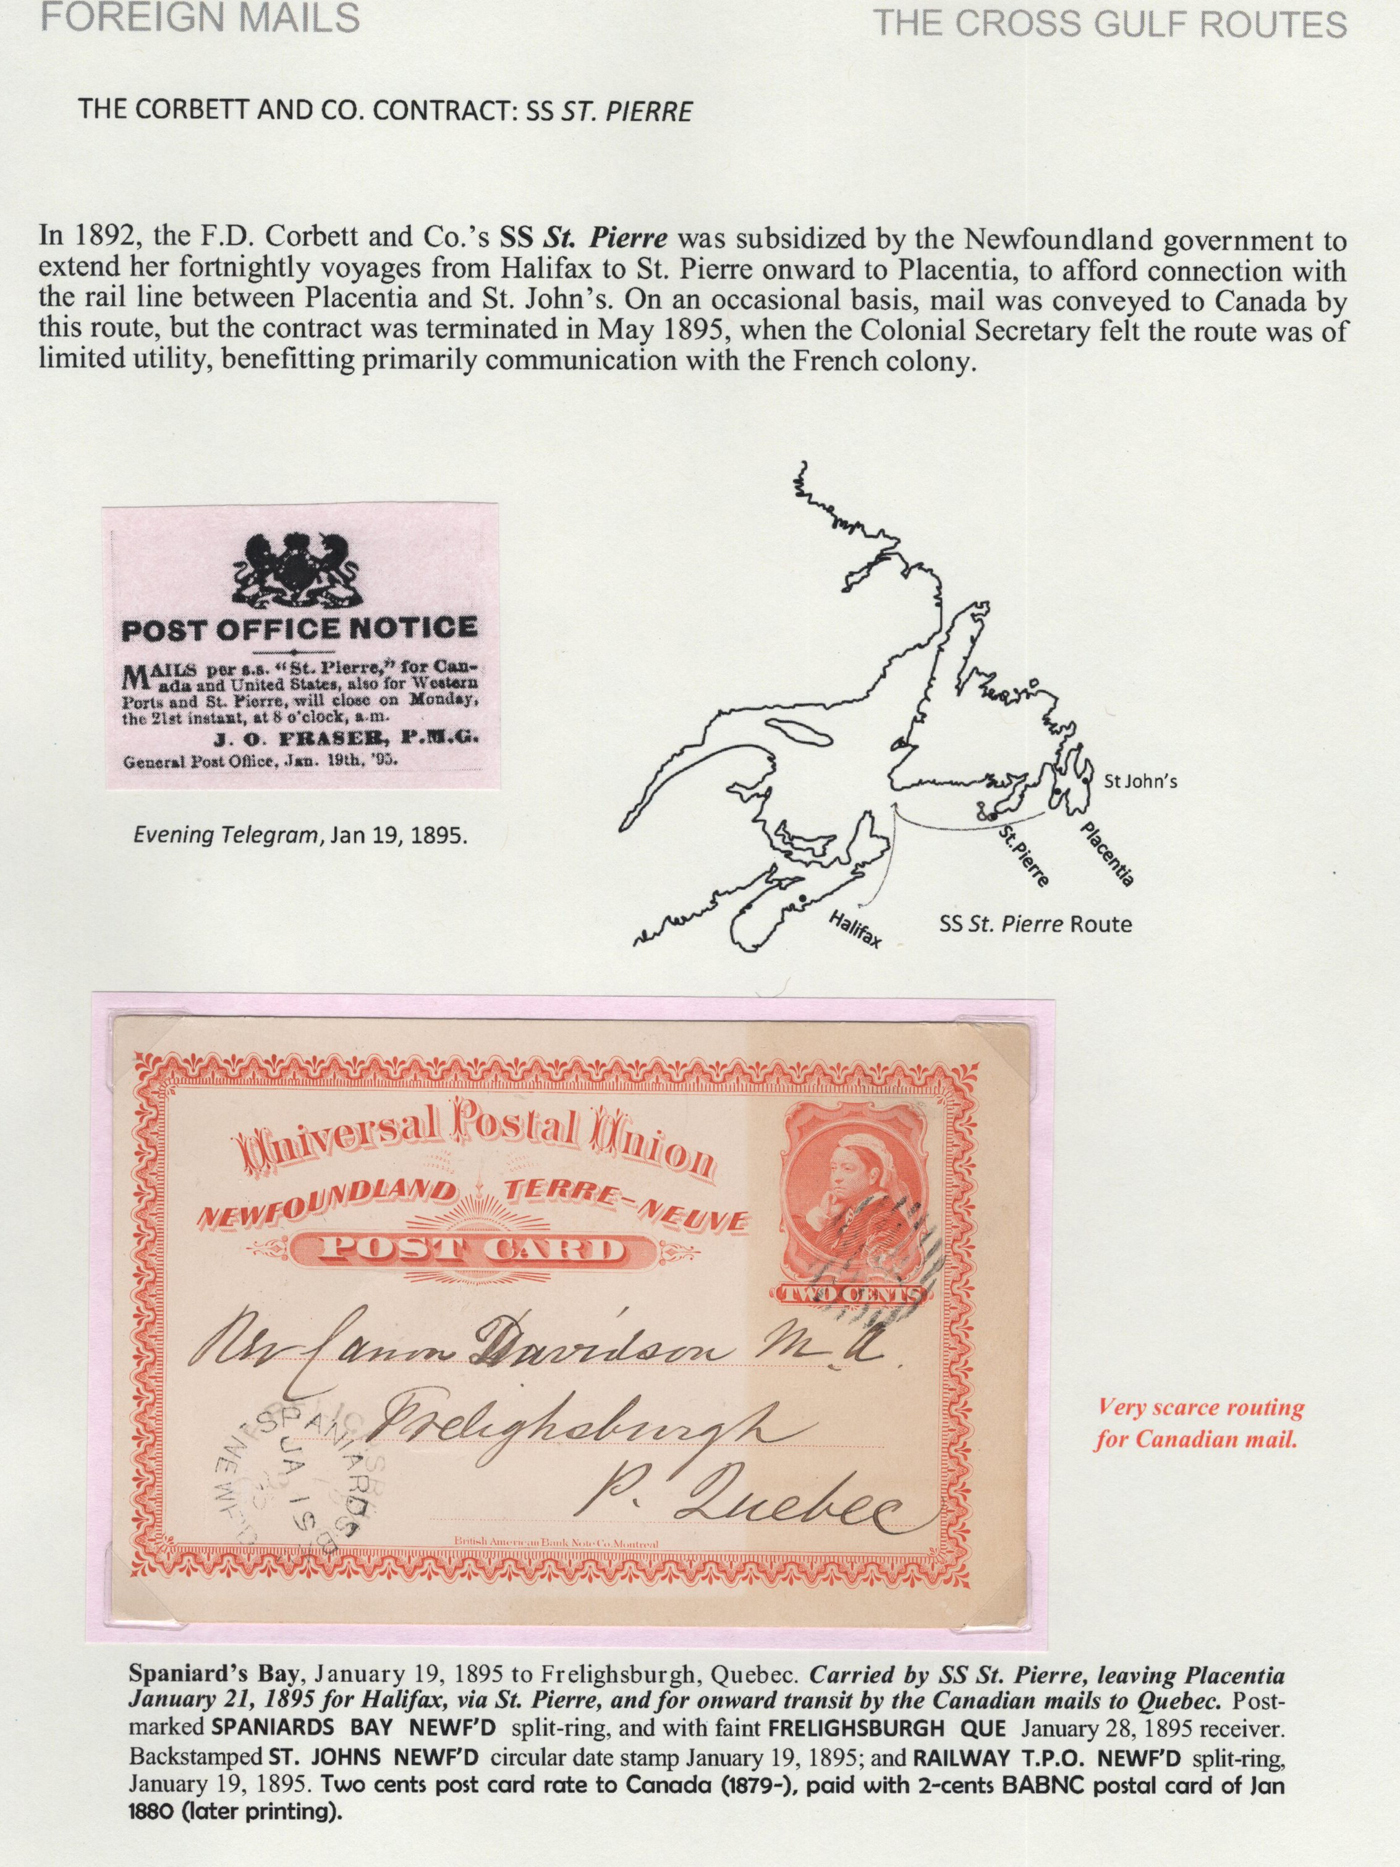 FOREIGN MAILS
THE CROSS GULF ROUTES
THE CORBETT AND CO. CONTRACT: SS ST. PIERRE
In 1892, the F.D. Corbett and Co.'s SS St. Pierre was subsidized by the Newfoundland government to
extend her fortnightly voyages from Halifax to St. Pierre onward to Placentia, to afford connection with
the rail line between Placentia and St. John's. On an occasional basis, mail was conveyed to Canada by
this route, but the contract was terminated in May 1895, when the Colonial Secretary felt the route was of
limited utility, benefitting primarily communication with the French colony.
POST OFFICE NOTICE
MAILS per s.s. "St. Pierre," for Can-
ada and United States, also for Western
Ports and St. Pierre, will close on Monday,
the 21st instant, at 8 o'clock, a.m.
J. O. FRASER, P.M.G.
General Post Office, Jan. 19th, '95.
Evening Telegram, Jan 19, 1895.
St John's
Placentia
St.Pierre
Halifax
SS St. Pierre Route
Universal Postal Union
NEWFOUNDLAND TERRE-NEUVE
POST CARD
TWO CENTS
Rev Canon Davidson M.A.
Frelighsburgh
P. Quebec
SPANIARDS BA
JA 19
NEWF'D
British American Bank Note Co. Montreal
Very scarce routing
for Canadian mail.
Spaniard's Bay, January 19, 1895 to Frelighsburgh, Quebec. Carried by SS St. Pierre, leaving Placentia
January 21, 1895 for Halifax, via St. Pierre, and for onward transit by the Canadian mails to Quebec. Post-
marked SPANIARDS BAY NEWF'D split-ring, and with faint FRELIGHSBURGH QUE January 28, 1895 receiver.
Backstamped ST. JOHNS NEWF'D circular date stamp January 19, 1895; and RAILWAY T.P.O. NEWF'D split-ring,
January 19, 1895. Two cents post card rate to Canada (1879-), paid with 2-cents BABNC postal card of Jan
1880 (later printing).